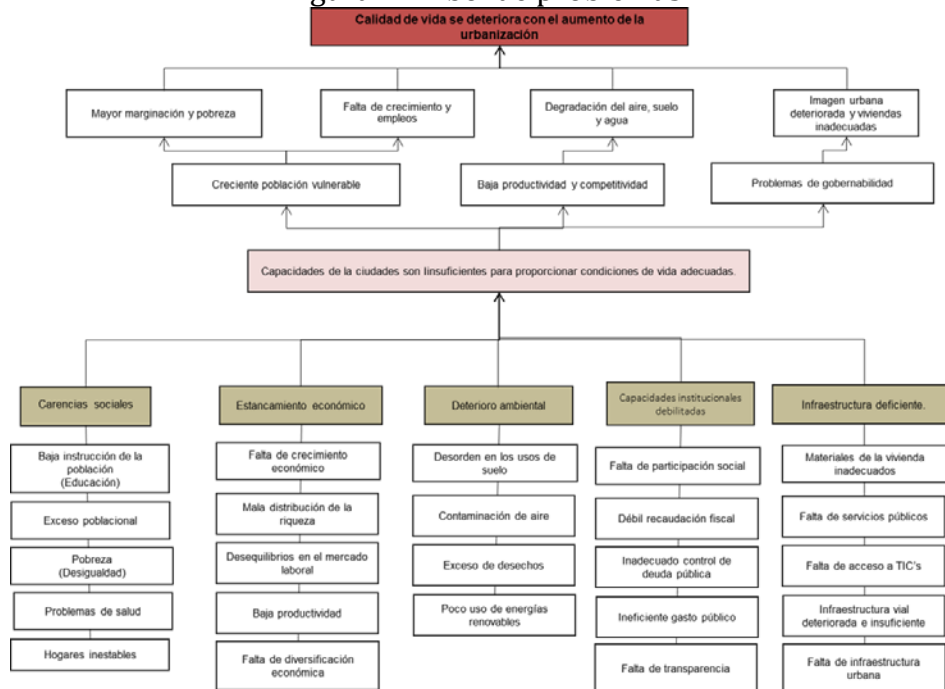 Calidad de vida se deteriora con el aumento de la
urbanización
Mayor marginación y pobreza
Falta de crecimiento y
empleos
Degradación del aire, suelo
y agua
Imagen urbana
deteriorada y viviendas
inadecuadas
Creciente población vulnerable
Baja productividad y competitividad
Problemas de gobernabilidad
Capacidades de la ciudades son Iinsuficientes para proporcionar condiciones de vida adecuadas.
Carencias sociales
Estancamiento económico
Deterioro ambiental
Capacidades institucionales
debilitadas
Infraestructura deficiente.
Baja instrucción de la
población
(Educación)
Exceso poblacional
Pobreza
(Desigualdad)
Problemas de salud
Hogares inestables
Falta de crecimiento
económico
Mala distribución de la
riqueza
Desequilibrios en el mercado
laboral
Baja productividad
Falta de diversificación
económica
Desorden en los usos de
suelo
Contaminación de aire
Exceso de desechos
Poco uso de energías
renovables
Falta de participación social
Débil recaudación fiscal
Inadecuado control de
deuda pública
Ineficiente gasto público
Falta de transparencia
Materiales de la vivienda
inadecuados
Falta de servicios públicos
Falta de acceso a TIC's
Infraestructura vial
deteriorada e insuficiente
Falta de infraestructura
urbana